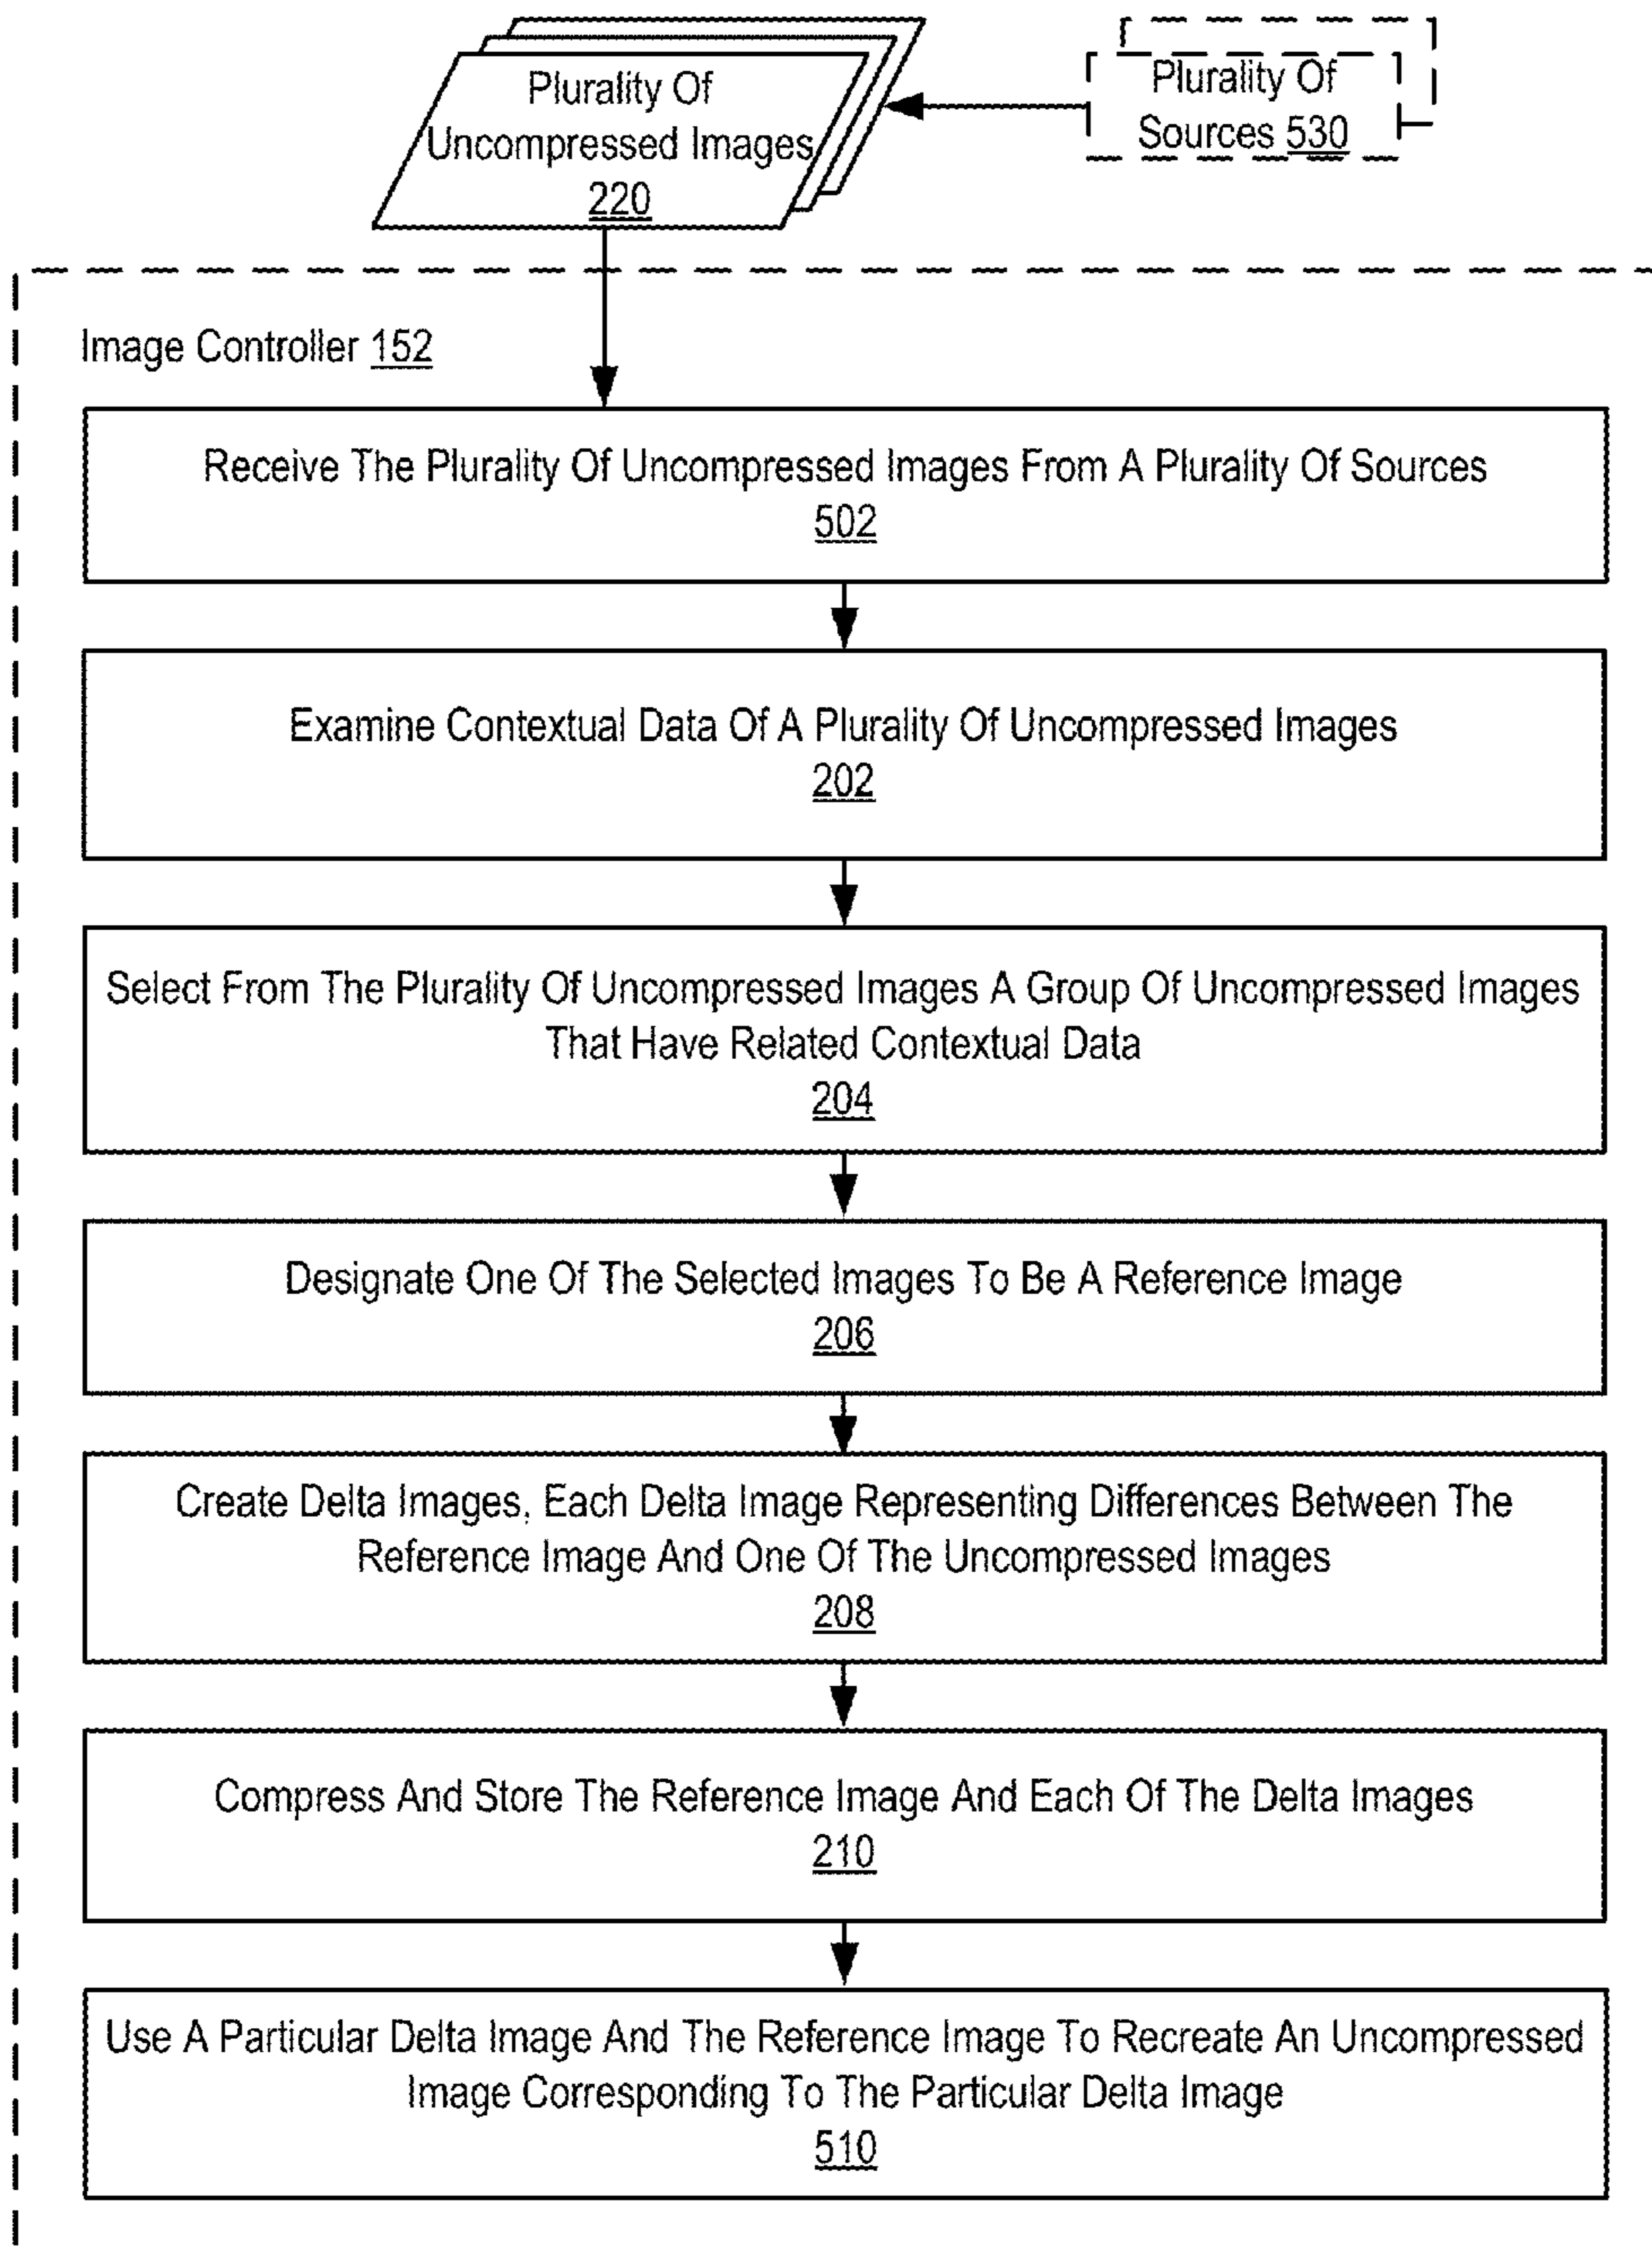 Plurality Of
Uncompressed Images
220
Plurality Of
Sources 530
Image Controller 152
Receive The Plurality Of Uncompressed Images From A Plurality Of Sources
502
Examine Contextual Data Of A Plurality Of Uncompressed Images
202
Select From The Plurality Of Uncompressed Images A Group Of Uncompressed Images
That Have Related Contextual Data
204
Designate One Of The Selected Images To Be A Reference Image
206
Create Delta Images, Each Delta Image Representing Differences Between The
Reference Image And One Of The Uncompressed Images
208
Compress And Store The Reference Image And Each Of The Delta Images
210
Use A Particular Delta Image And The Reference Image To Recreate An Uncompressed
Image Corresponding To The Particular Delta Image
510